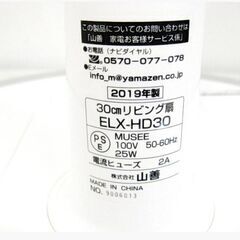 この製品についてのお問い合わせは
「山善 家電お客様サービス係」
●お電話(ナビダイヤル)
0570-077-078
●Eメール
info_m@yamazen.co.jp
2019年製
30cmリビング扇
ELX-HD30
PSE
MUSEE
100V 50-60Hz
25W
電流ヒューズ 2A
株式会社 山善
MADE IN CHINA
NO. 9006013